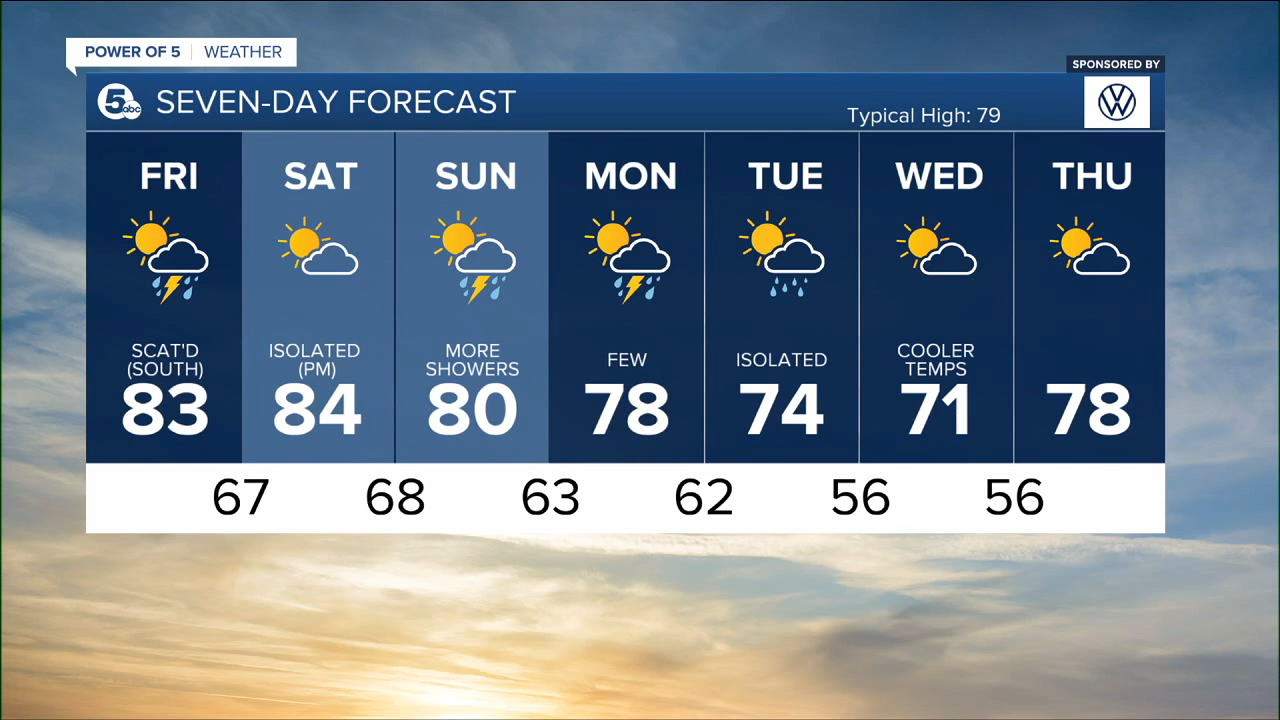 POWER OF 5 | WEATHER
SPONSORED BY
5 abc SEVEN-DAY FORECAST
Typical High: 79
FRI SAT SUN MON TUE WED THU
SCAT'D (SOUTH)
ISOLATED (PM)
MORE SHOWERS
FEW
ISOLATED
COOLER TEMPS
83 84 80 78 74 71 78
67 68 63 62 56 56